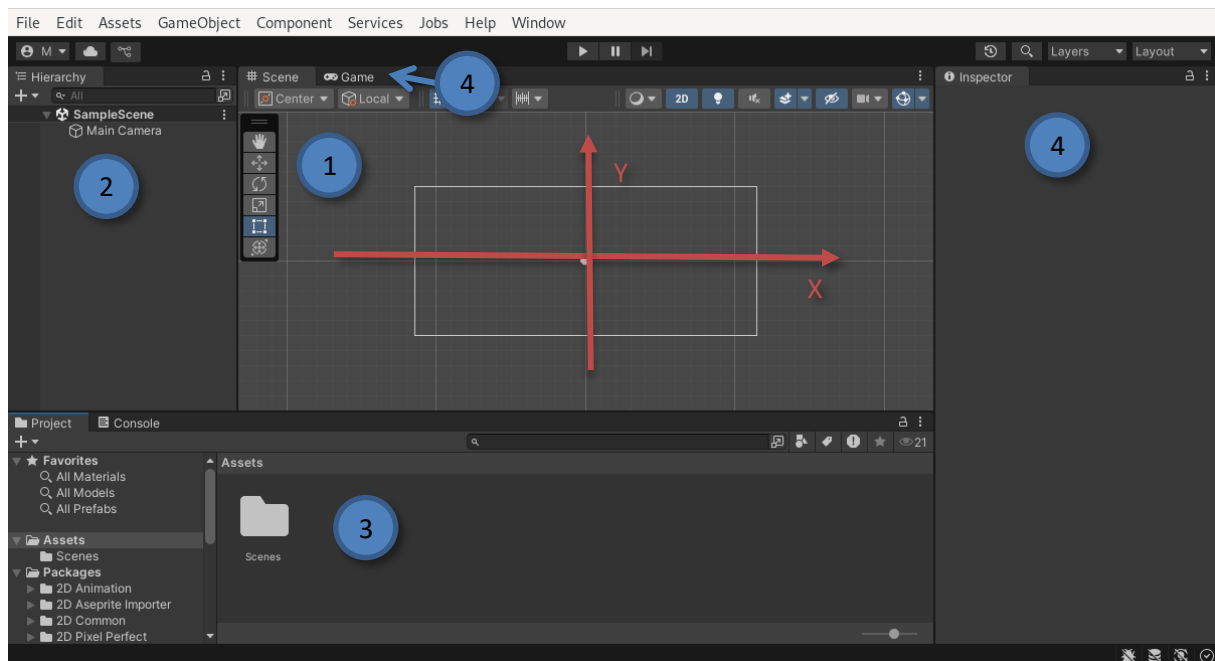 File Edit Assets GameObject Component Services Jobs Help Window
M
Layers Layout
Hierarchy
All
SampleScene
Main Camera
2
Scene Game
4
Center Local 2D
1
Y
X
Inspector
4
Project Console
21
Favorites
All Materials
All Models
All Prefabs
Assets
Scenes
Packages
2D Animation
2D Aseprite Importer
2D Common
2D Pixel Perfect
Assets
Scenes
3